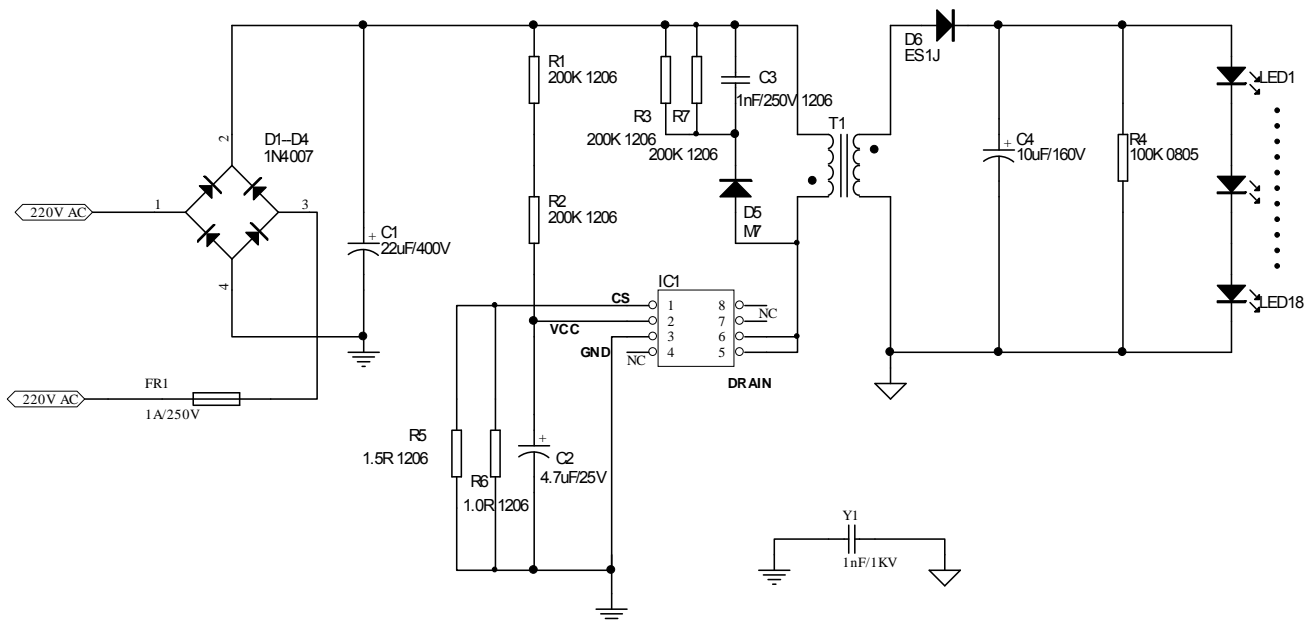 R1
200K 1206
D6
ES1J
LED1
C3
1nF/250V 1206
R3
R7
200K 1206
200K 1206
T1
2
D1--D4
1N4007
C4
10uF/160V
R4
100K 0805
220V AC
1
3
R2
200K 1206
D5
M7
C1
+
22uF/400V
4
IC1
CS
VCC
GND
NC
1
2
3
4
8
7
6
5
NC
DRAIN
LED18
220V AC
FR1
1A/250V
R5
1.5R 1206
R6
1.0R 1206
+
C2
4.7uF/25V
+
Y1
1nF/1KV